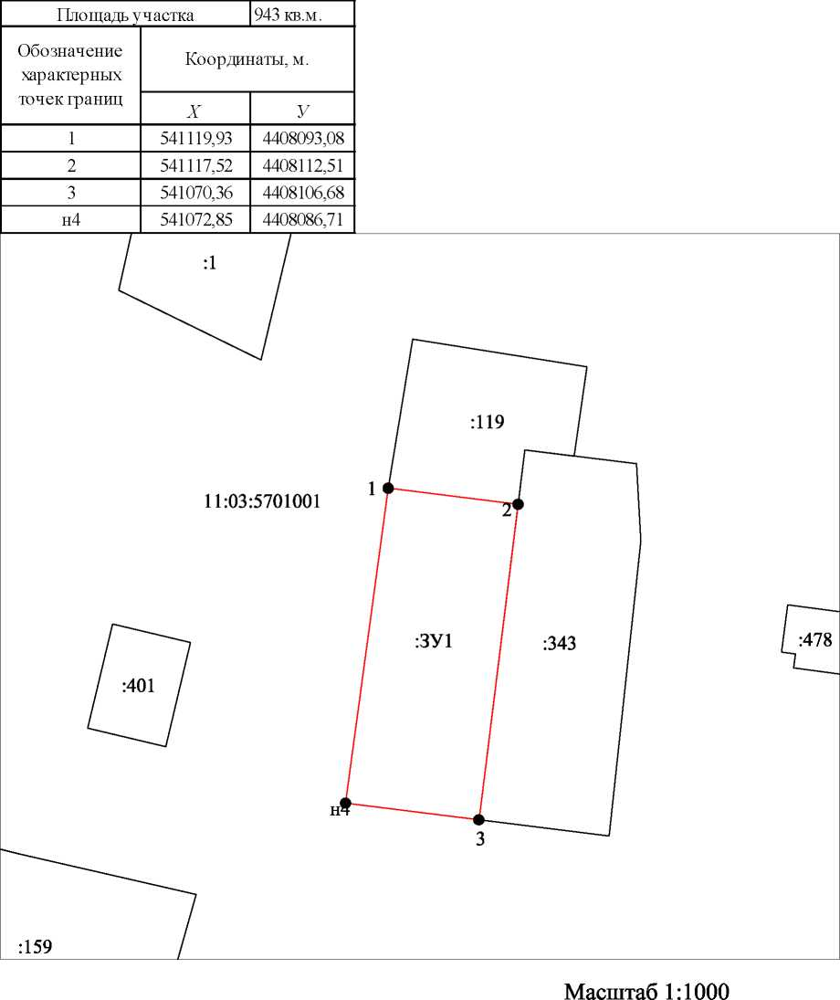 Площадь участка 943 кв.м.
Обозначение
характерных
точек границ
Координаты, м.
X У
1 541119,93 4408093,08
2 541117,52 4408112,51
3 541070,36 4408106,68
н4 541072,85 4408086,71
:1
:119
1
11:03:5701001
2
:ЗУ1
:343
:478
:401
н4
3
:159
Масштаб 1:1000